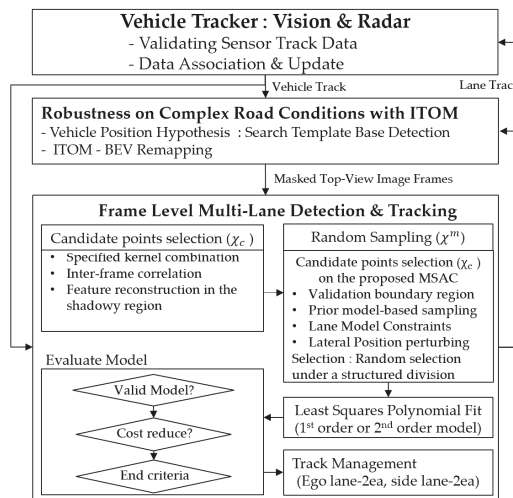 Vehicle Tracker : Vision & Radar
- Validating Sensor Track Data
- Data Association & Update
Vehicle Track
Lane Trac
Robustness on Complex Road Conditions with ITOM
- Vehicle Position Hypothesis : Search Template Base Detection
- ITOM - BEV Remapping
Masked Top-View Image Frames
Frame Level Multi-Lane Detection & Tracking
Candidate points selection (χc )
• Specified kernel combination
• Inter-frame correlation
• Feature reconstruction in the
shadowy region
Random Sampling (χm)
Candidate points selection (χc )
on the proposed MSAC
• Validation boundary region
• Prior model-based sampling
• Lane Model Constraints
• Lateral Position perturbing
Selection : Random selection
under a structured division
Evaluate Model
Valid Model?
Cost reduce?
End criteria
Least Squares Polynomial Fit
(1st order or 2nd order model)
Track Management
(Ego lane-2ea, side lane-2ea)